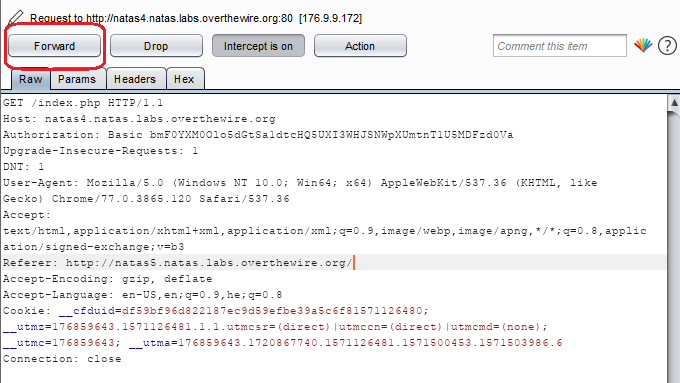 Request to http://natas4.natas.labs.overthewire.org:80 [176.9.9.172]
Forward Drop Intercept is on Action Comment this item ?
Raw Params Headers Hex
GET /index.php HTTP/1.1
Host: natas4.natas.labs.overthewire.org
Authorization: Basic bmF0YXM0Olo5dGtSa1dtcHQ5UXI3WHJSNWpXUmtnT1U5MDFzd0Va
Upgrade-Insecure-Requests: 1
DNT: 1
User-Agent: Mozilla/5.0 (Windows NT 10.0; Win64; x64) AppleWebKit/537.36 (KHTML, like
Gecko) Chrome/77.0.3865.120 Safari/537.36
Accept:
text/html,application/xhtml+xml,application/xml;q=0.9,image/webp,image/apng,*/*;q=0.8,applic
ation/signed-exchange;v=b3
Referer: http://natas5.natas.labs.overthewire.org/
Accept-Encoding: gzip, deflate
Accept-Language: en-US,en;q=0.9,he;q=0.8
Cookie: __cfduid=df59bf96d822187ec9d59efbe39a5c6f81571126480;
__utmz=176859643.1571126481.1.1.utmcsr=(direct)|utmccn=(direct)|utmcmd=(none);
__utmc=176859643; __utma=176859643.1720867740.1571126481.1571500453.1571503986.6
Connection: close